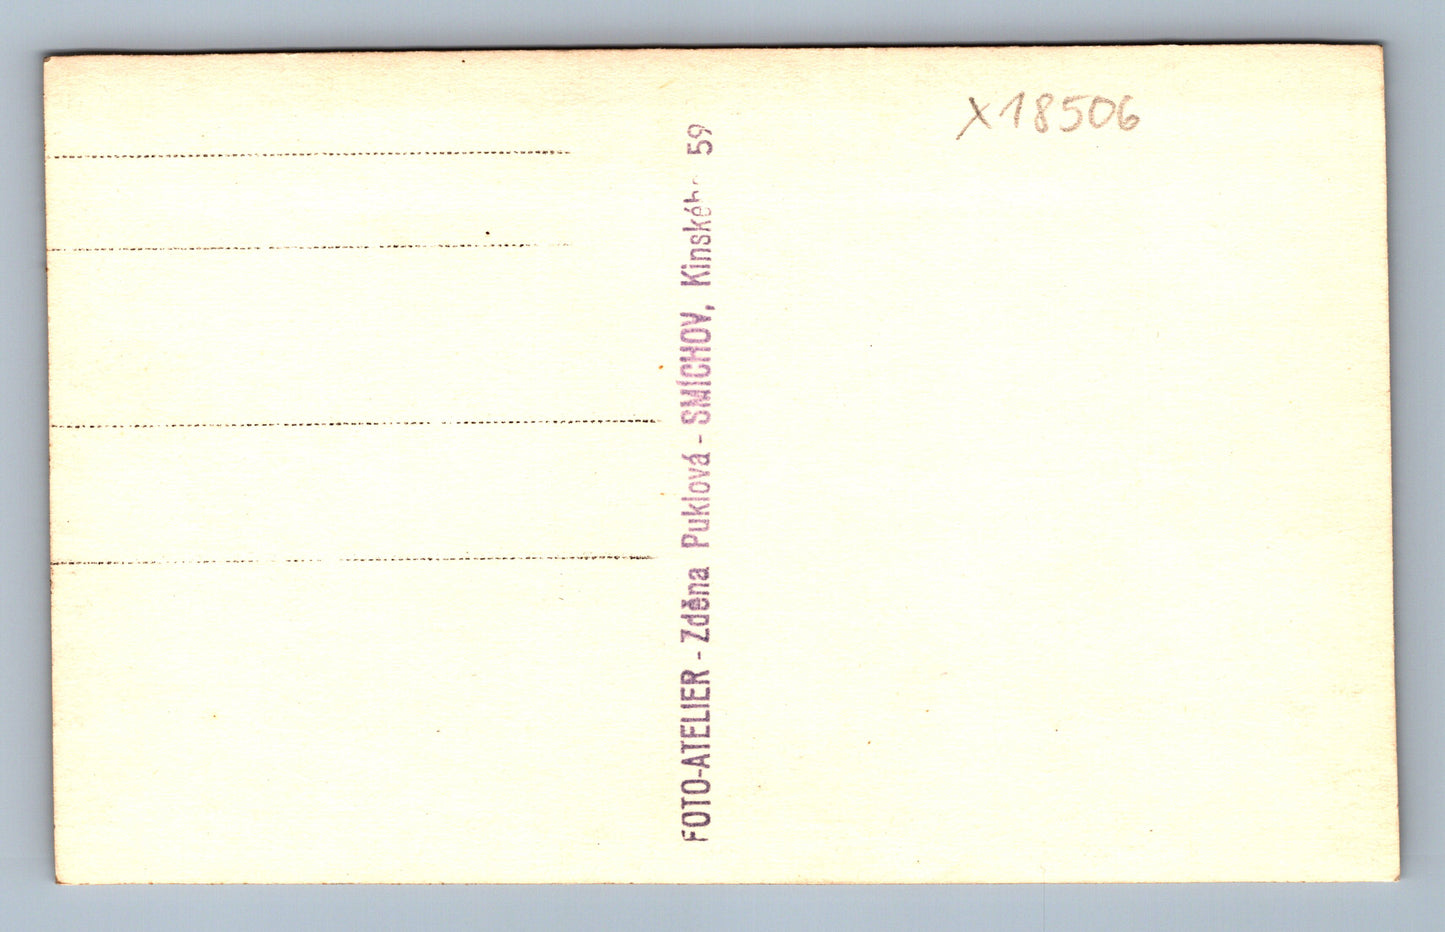 X18506
FOTO-ATELIER - Zděna Puklová - SMÍCHOV, Kinského 59